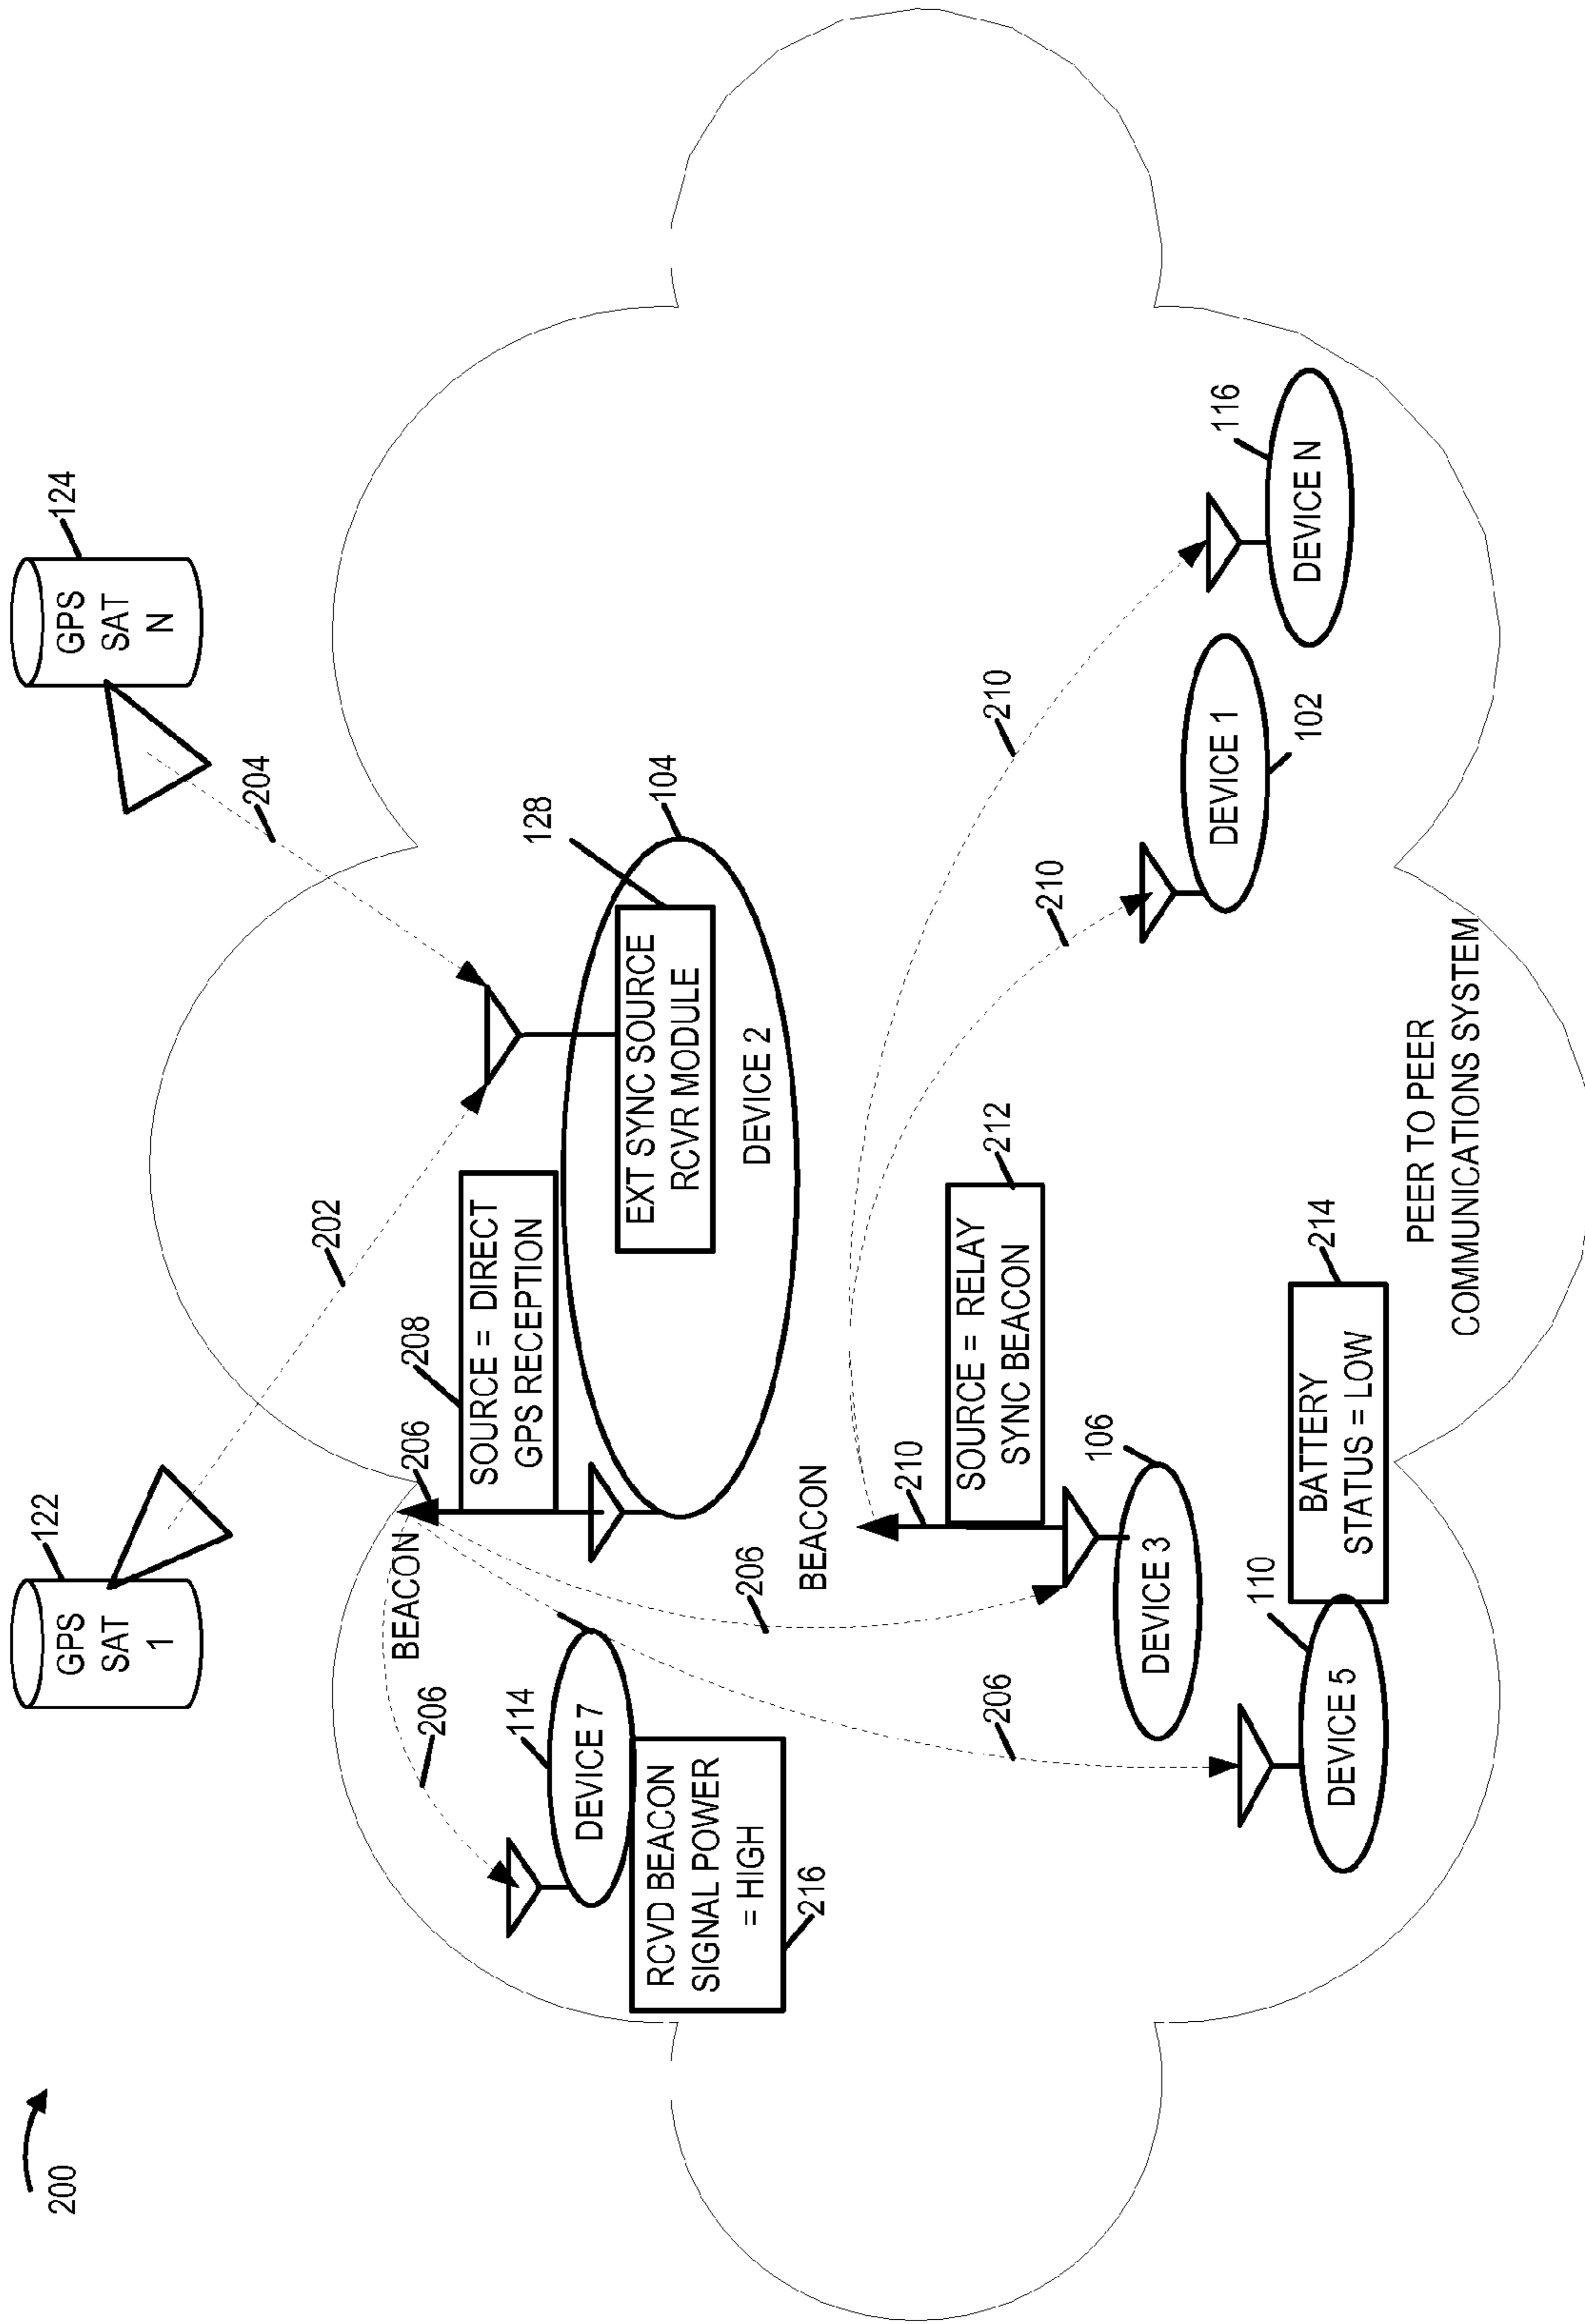 200
GPS
SAT
1
122
GPS
SAT
N
124
202
204
BEACON
206
208
SOURCE = DIRECT
GPS RECEPTION
128
104
EXT SYNC SOURCE
RCVR MODULE
DEVICE 2
206
114
DEVICE 7
RCVD BEACON
SIGNAL POWER
= HIGH
216
206
BEACON
210
SOURCE = RELAY
SYNC BEACON
212
106
DEVICE 3
206
110
DEVICE 5
BATTERY
STATUS = LOW
214
210
210
DEVICE 1
102
116
DEVICE N
PEER TO PEER
COMMUNICATIONS SYSTEM